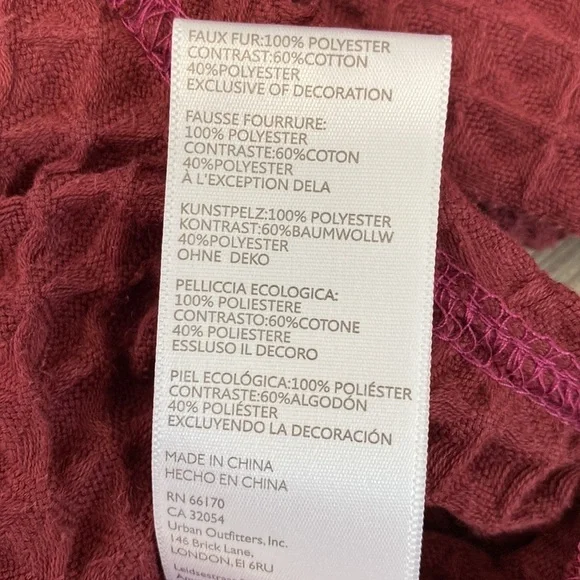 FAUX FUR:100% POLYESTER
CONTRAST:60%COTTON
40%POLYESTER
EXCLUSIVE OF DECORATION
FAUSSE FOURRURE:
100% POLYESTER
CONTRASTE:60%COTON
40%POLYESTER
À L'EXCEPTION DELA
KUNSTPELZ:100% POLYESTER
KONTRAST:60%BAUMWOLLW
40%POLYESTER
OHNE DEKO
PELLICCIA ECOLOGICA:
100% POLIESTERE
CONTRASTO:60%COTONE
40% POLIESTERE
ESSLUSO IL DECORO
PIEL ECOLÓGICA:100% POLIÉSTER
CONTRASTE:60%ALGODÓN
40% POLIÉSTER
EXCLUYENDO LA DECORACIÓN
MADE IN CHINA
HECHO EN CHINA
RN 66170
CA 32054
Urban Outfitters, Inc.
146 Brick Lane,
LONDON, E1 6RU